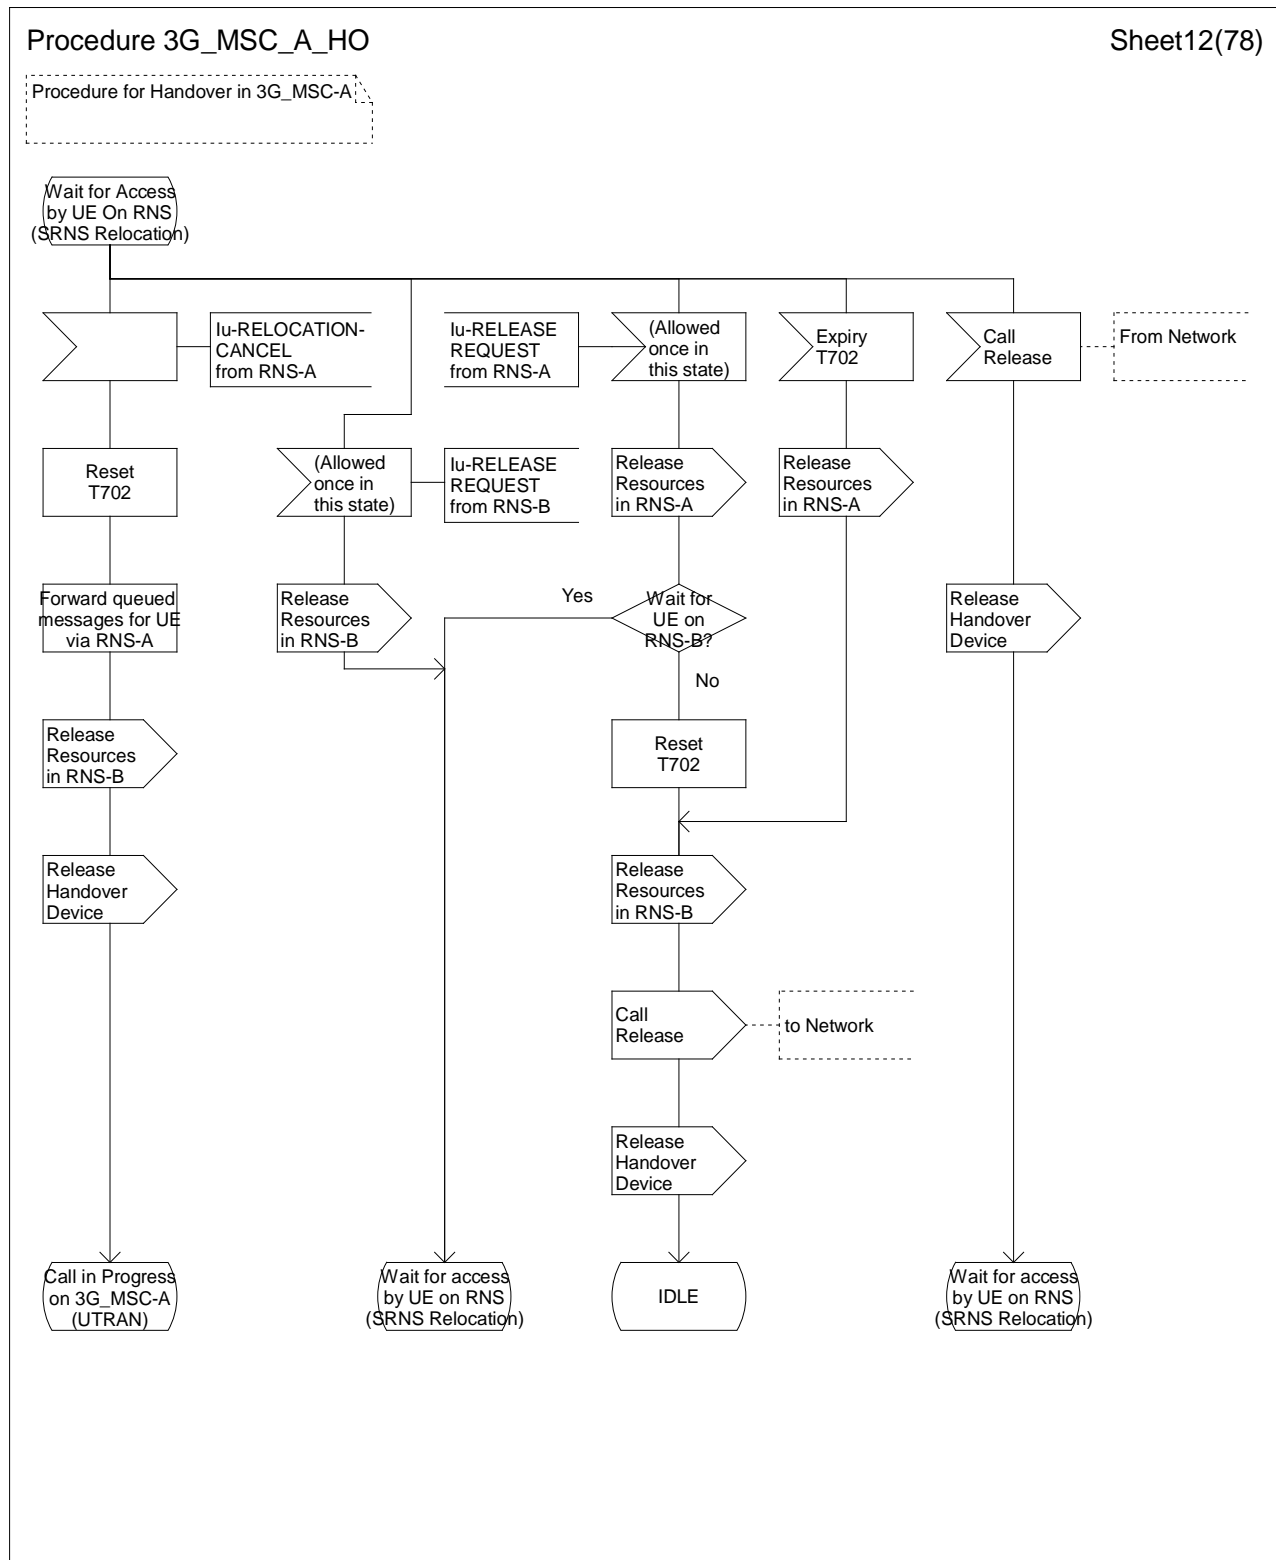 Procedure 3G_MSC_A_HO
Sheet12(78)
Procedure for Handover in 3G_MSC-A
Wait for Access
by UE On RNS
(SRNS Relocation)
Iu-RELOCATION-
CANCEL
from RNS-A
Iu-RELEASE
REQUEST
from RNS-A
(Allowed
once in
this state)
Expiry
T702
Call
Release
From Network
Reset
T702
(Allowed
once in
this state)
Iu-RELEASE
REQUEST
from RNS-B
Release
Resources
in RNS-A
Release
Resources
in RNS-A
Forward queued
messages for UE
via RNS-A
Release
Resources
in RNS-B
Yes
Wait for
UE on
RNS-B?
No
Release
Handover
Device
Release
Resources
in RNS-B
Reset
T702
Release
Handover
Device
Release
Resources
in RNS-B
Call
Release
to Network
Release
Handover
Device
Call in Progress
on 3G_MSC-A
(UTRAN)
Wait for access
by UE on RNS
(SRNS Relocation)
IDLE
Wait for access
by UE on RNS
(SRNS Relocation)